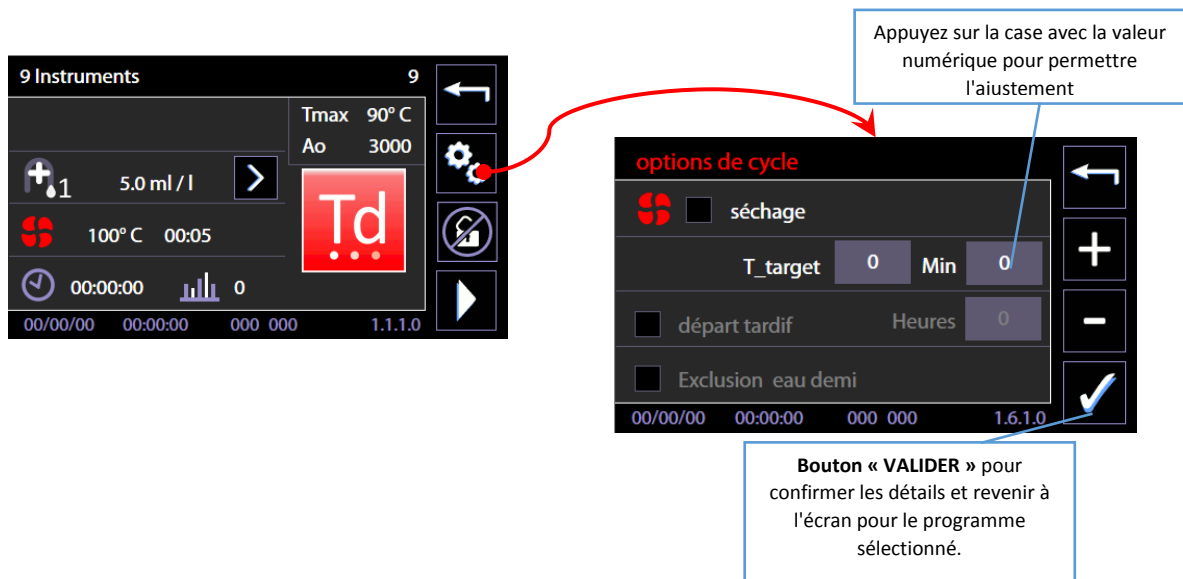 Appuyez sur la case avec la valeur
numérique pour permettre
l'aiustement
9 Instruments 9
Tmax 90° C
Ao 3000
1 5.0 ml / l
Td
100° C 00:05
00:00:00 0
00/00/00 00:00:00 000 000 1.1.1.0
options de cycle
séchage
T_target 0 Min 0
départ tardif Heures 0
Exclusion eau demi
00/00/00 00:00:00 000 000 1.6.1.0
Bouton « VALIDER » pour
confirmer les détails et revenir à
l'écran pour le programme
sélectionné.